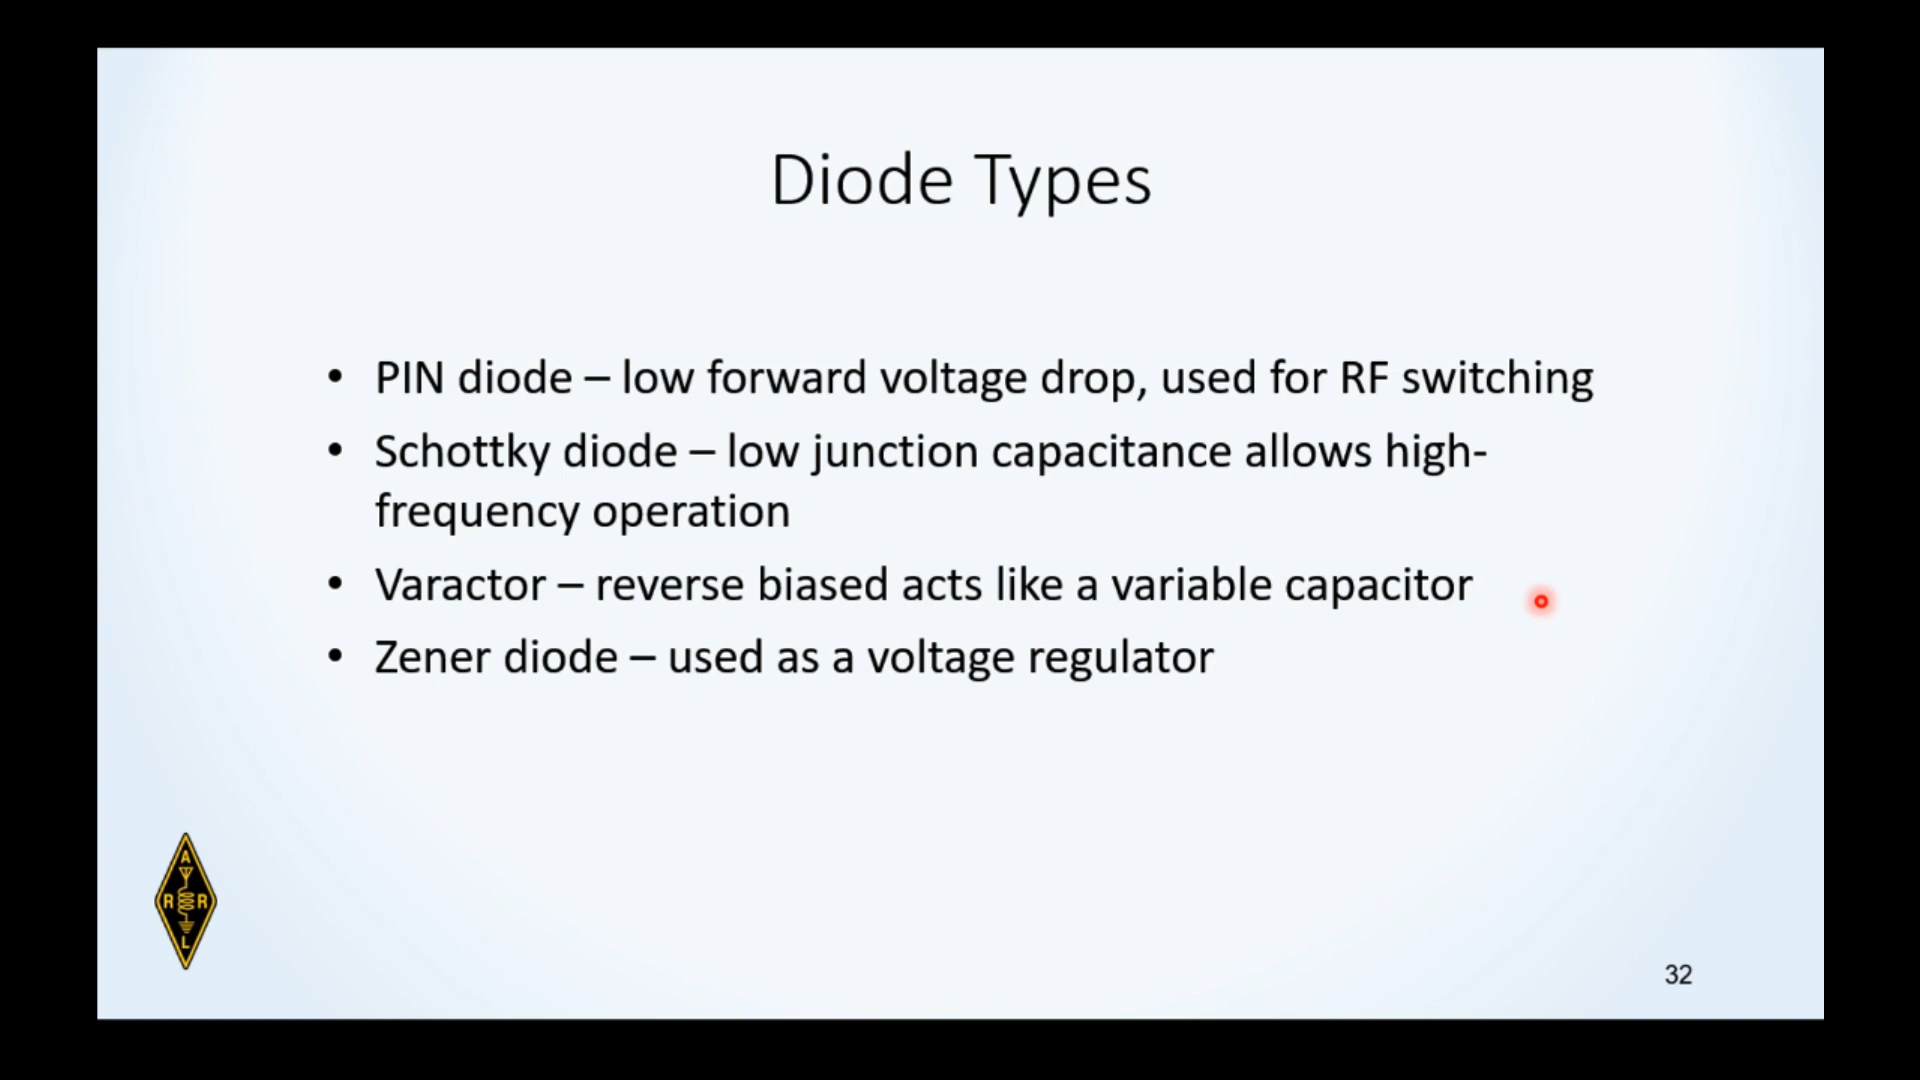 Diode Types
• PIN diode – low forward voltage drop, used for RF switching
• Schottky diode – low junction capacitance allows high-
frequency operation
• Varactor – reverse biased acts like a variable capacitor
• Zener diode – used as a voltage regulator
A
R R
L
32